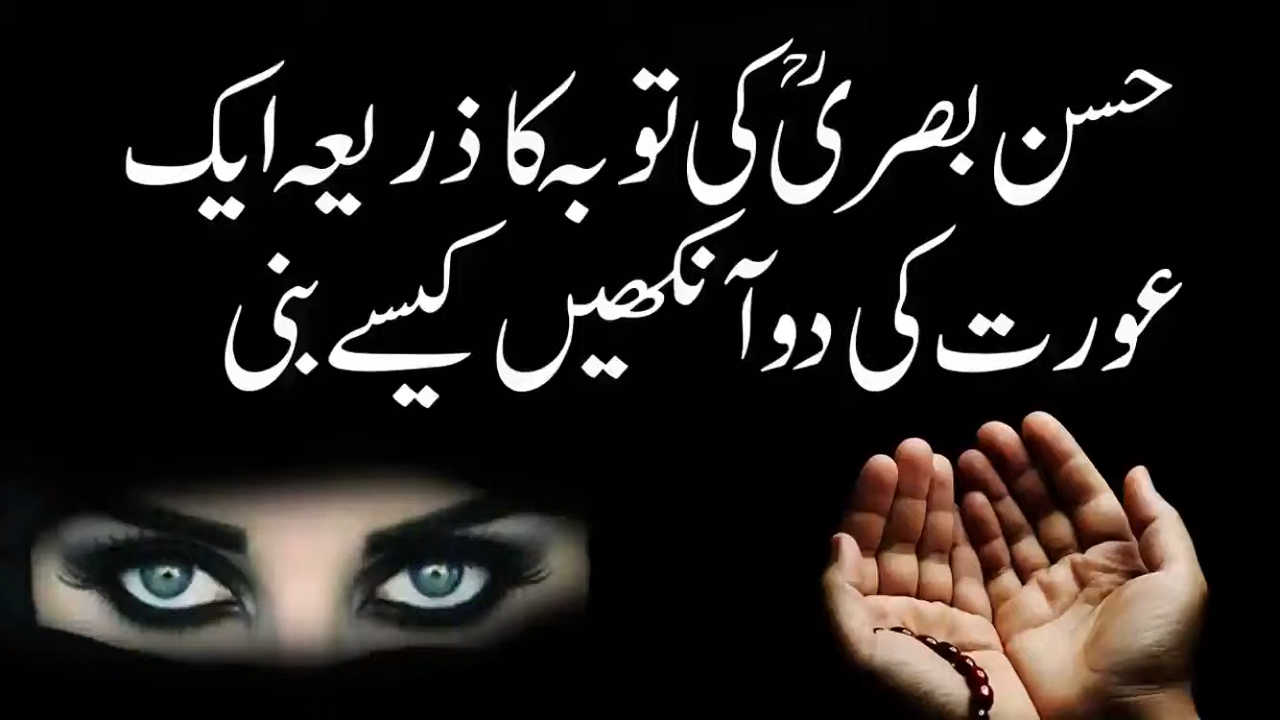 حسن بصریؒ کی توبہ کا ذریعہ ایک
عورت کی دو آنکھیں کیسے بنی